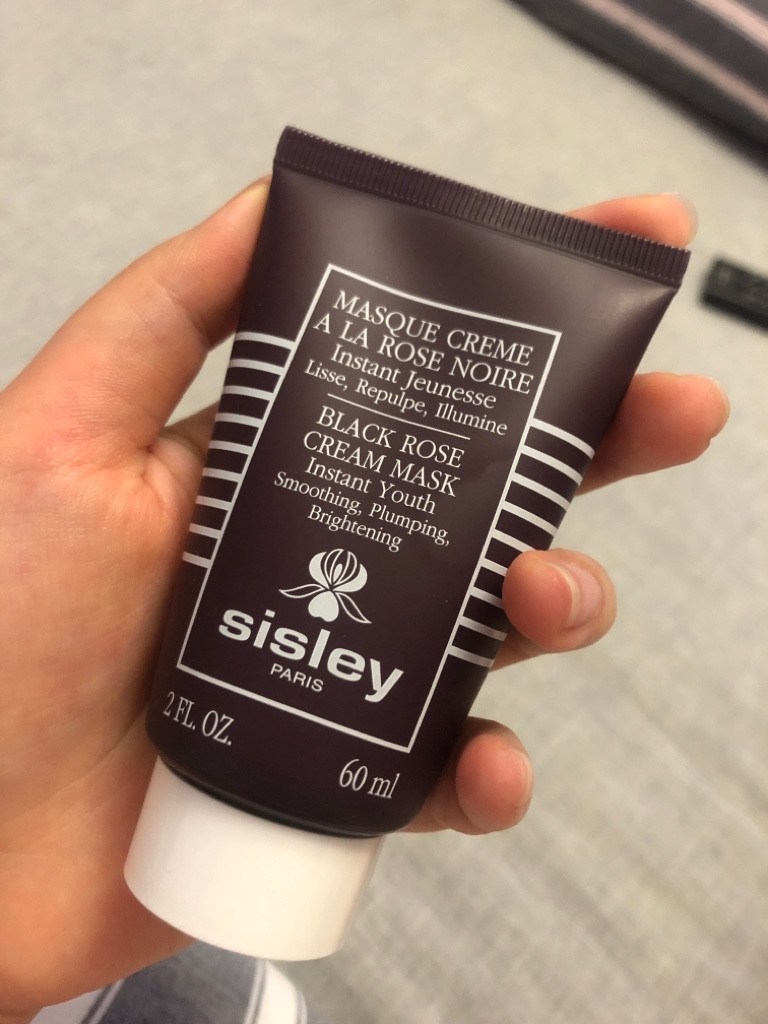 MASQUE CREME
A LA ROSE NOIRE
Instant Jeunesse
Lisse, Repulpe, Illumine
BLACK ROSE
CREAM MASK
Instant Youth
Smoothing, Plumping,
Brightening
sisley
PARIS
2 FL. OZ.
60 ml